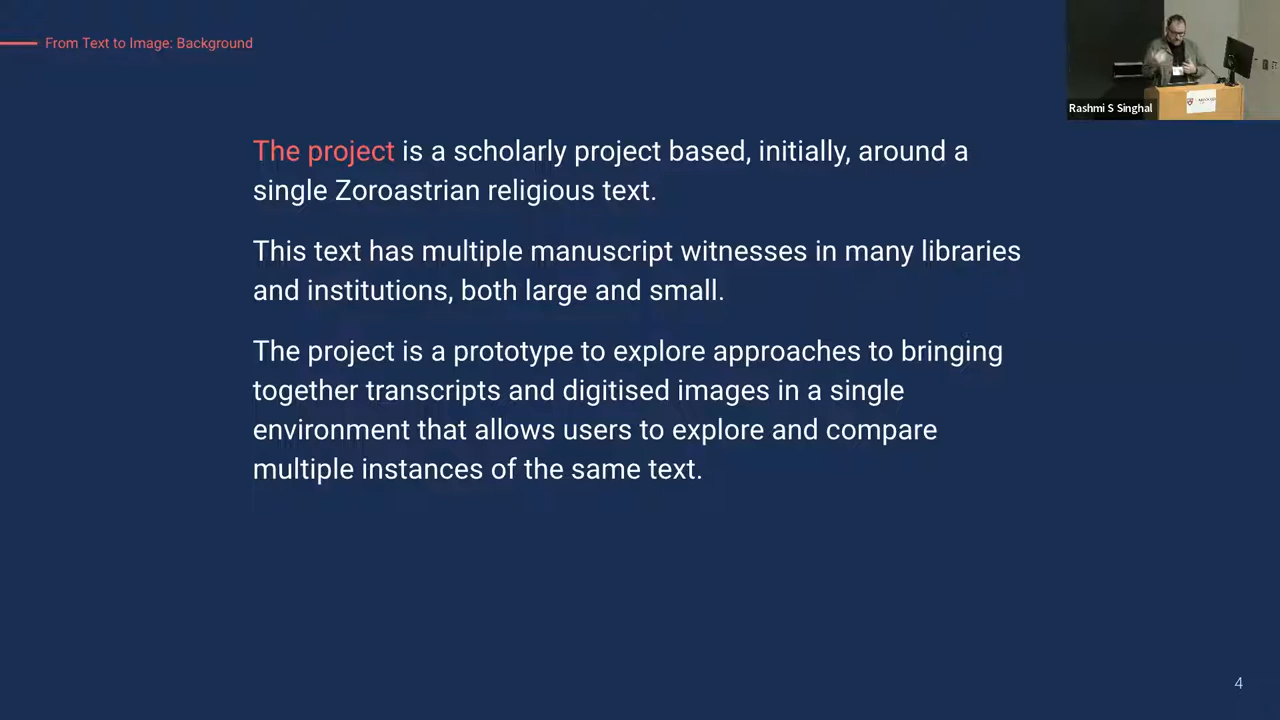 From Text to Image: Background
Rashmi S Singhal
The project is a scholarly project based, initially, around a
single Zoroastrian religious text.
This text has multiple manuscript witnesses in many libraries
and institutions, both large and small.
The project is a prototype to explore approaches to bringing
together transcripts and digitised images in a single
environment that allows users to explore and compare
multiple instances of the same text.
4